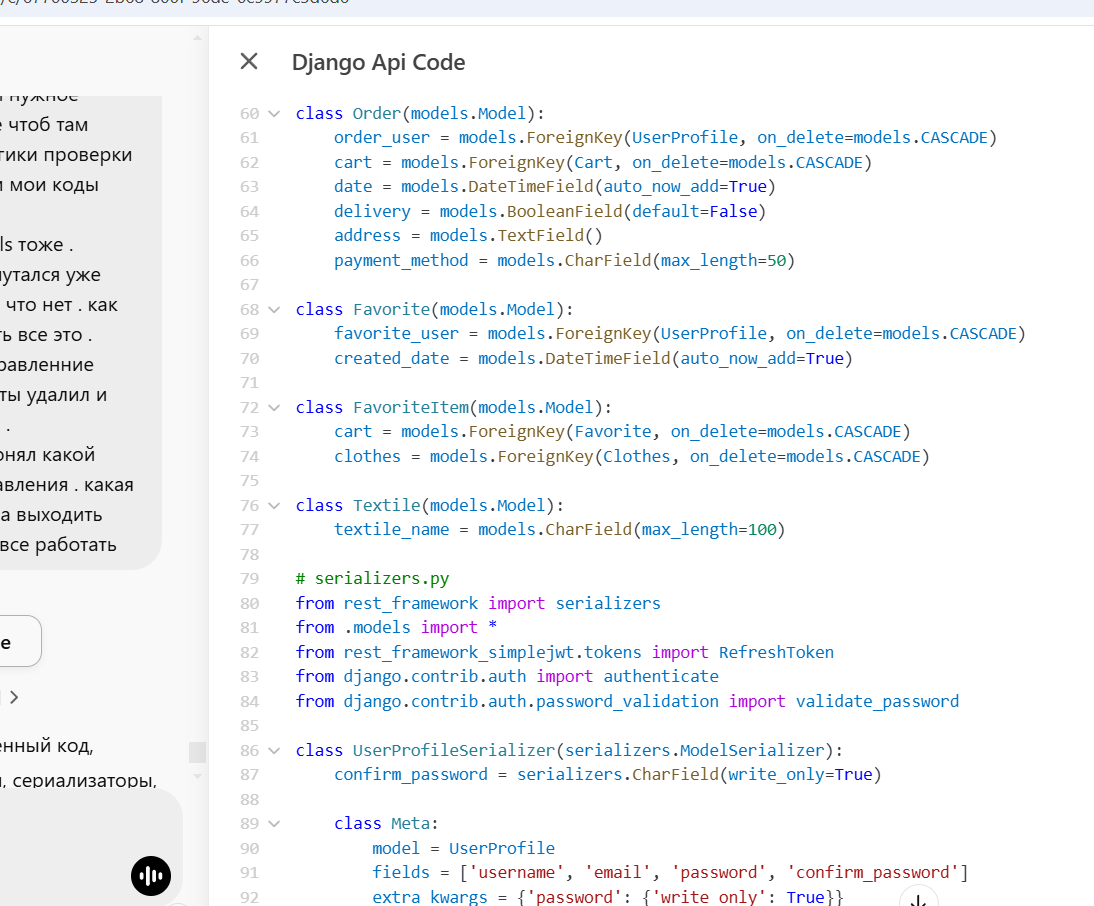 Django Api Code
чтоб там
проверки
мои коды
ls тоже .
уже
что нет . как
все это .
ты удалил и
.
какой
. какая
выходить
все работать
е
код,
, сериализаторы,
60 class Order(models.Model):
61 order_user = models.ForeignKey(UserProfile, on_delete=models.CASCADE)
62 cart = models.ForeignKey(Cart, on_delete=models.CASCADE)
63 date = models.DateTimeField(auto_now_add=True)
64 delivery = models.BooleanField(default=False)
65 address = models.TextField()
66 payment_method = models.CharField(max_length=50)
67
68 class Favorite(models.Model):
69 favorite_user = models.ForeignKey(UserProfile, on_delete=models.CASCADE)
70 created_date = models.DateTimeField(auto_now_add=True)
71
72 class FavoriteItem(models.Model):
73 cart = models.ForeignKey(Favorite, on_delete=models.CASCADE)
74 clothes = models.ForeignKey(Clothes, on_delete=models.CASCADE)
75
76 class Textile(models.Model):
77 textile_name = models.CharField(max_length=100)
78
79 # serializers.py
80 from rest_framework import serializers
81 from .models import *
82 from rest_framework_simplejwt.tokens import RefreshToken
83 from django.contrib.auth import authenticate
84 from django.contrib.auth.password_validation import validate_password
85
86 class UserProfileSerializer(serializers.ModelSerializer):
87 confirm_password = serializers.CharField(write_only=True)
88
89 class Meta:
90 model = UserProfile
91 fields = ['username', 'email', 'password', 'confirm_password']
92 extra_kwargs = {'password': {'write_only': True}}